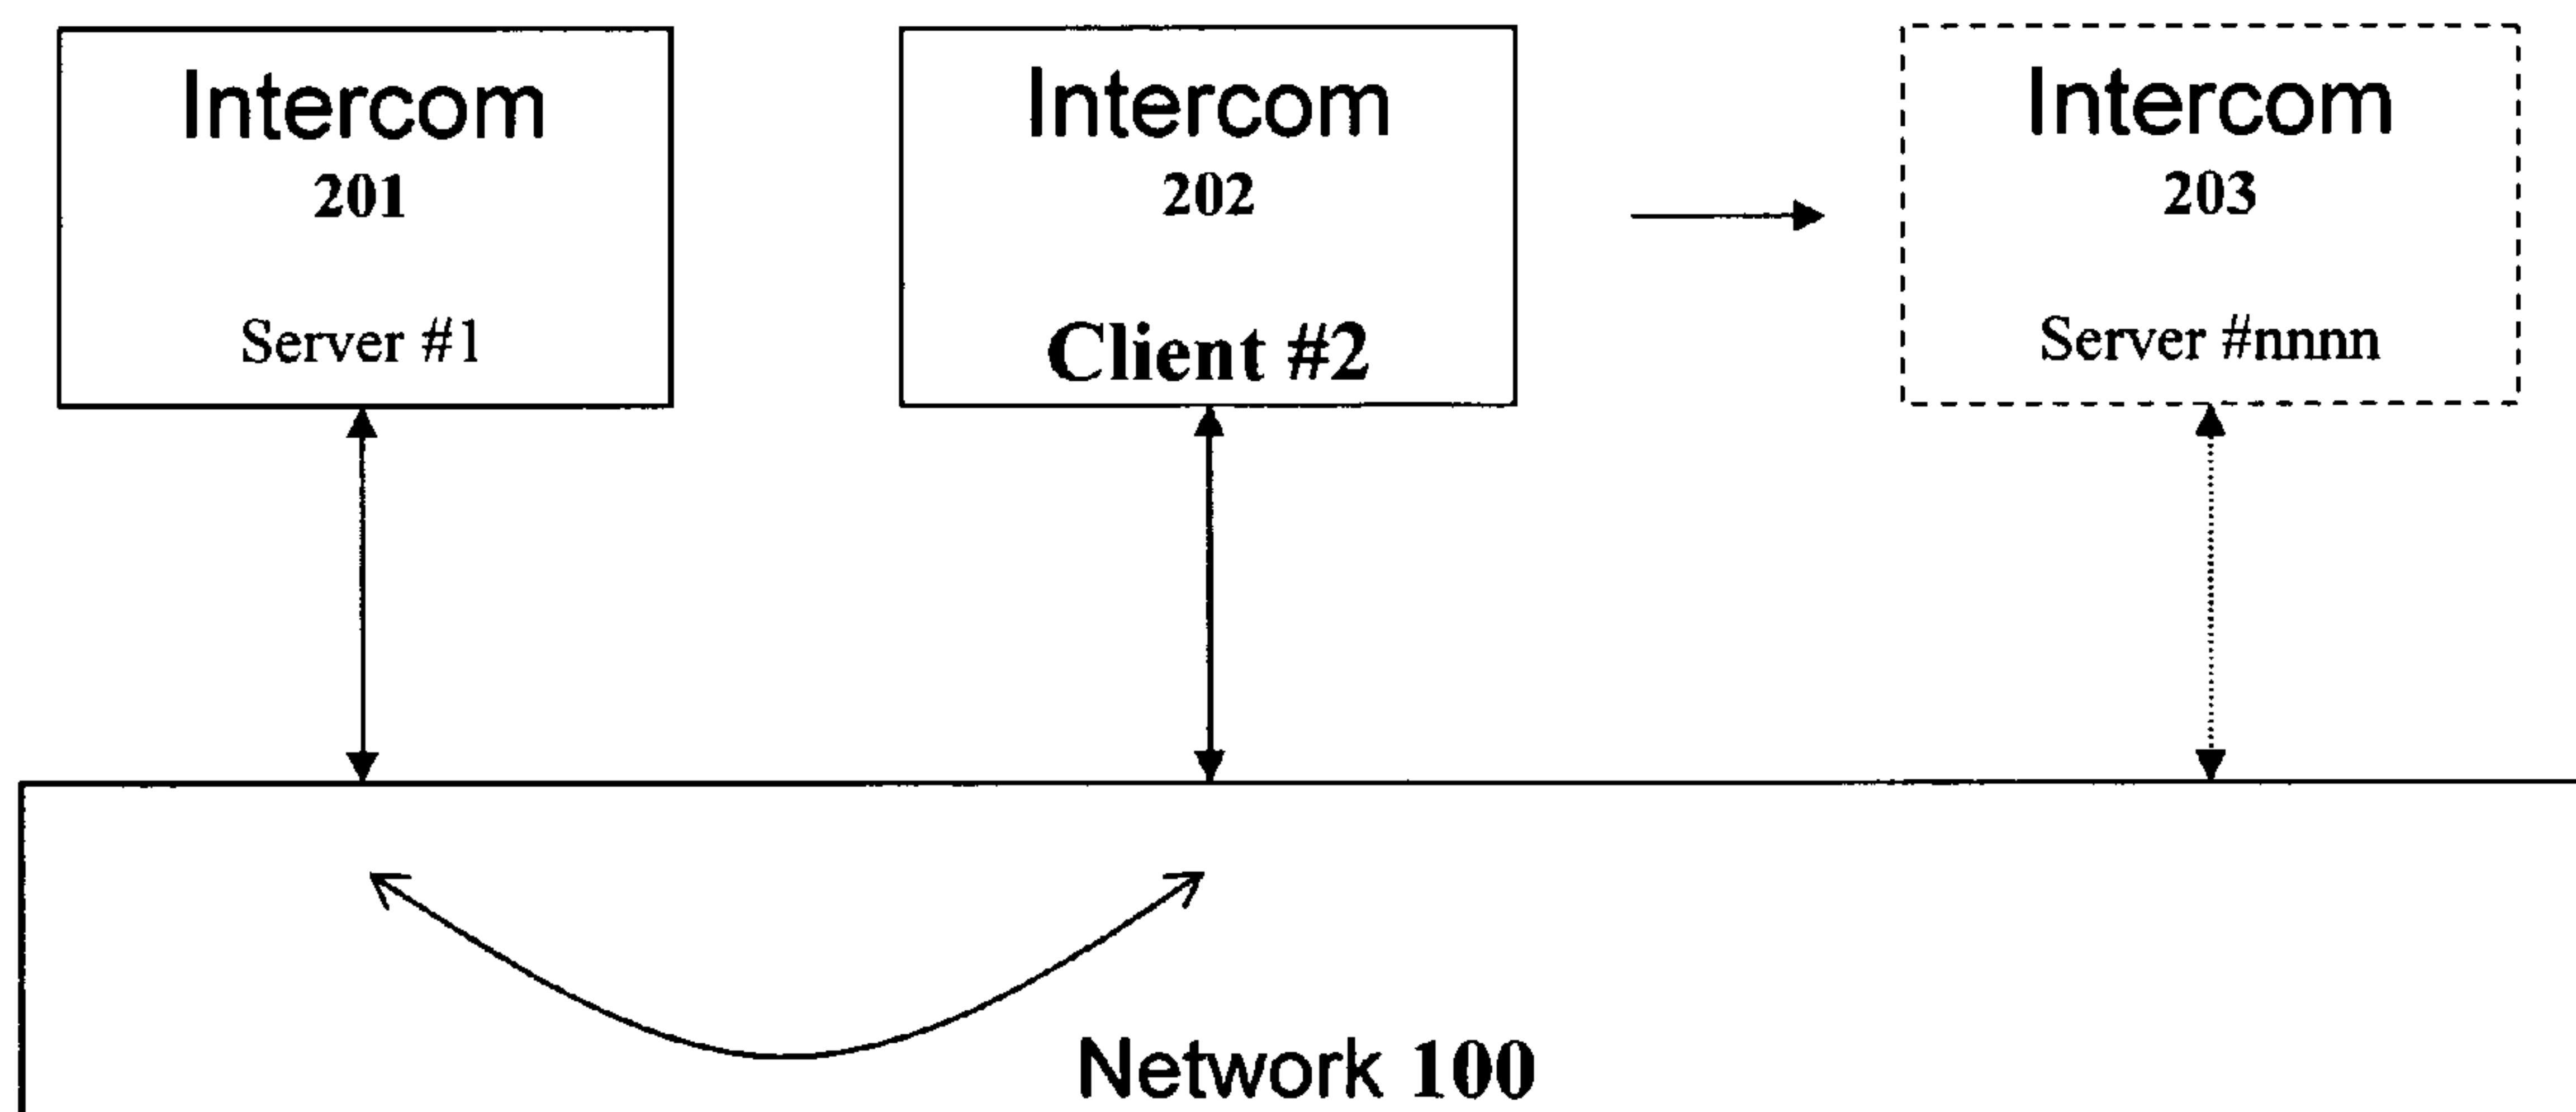 Intercom
201
Server #1
Intercom
202
Client #2
Intercom
203
Server #nnnn
Network 100